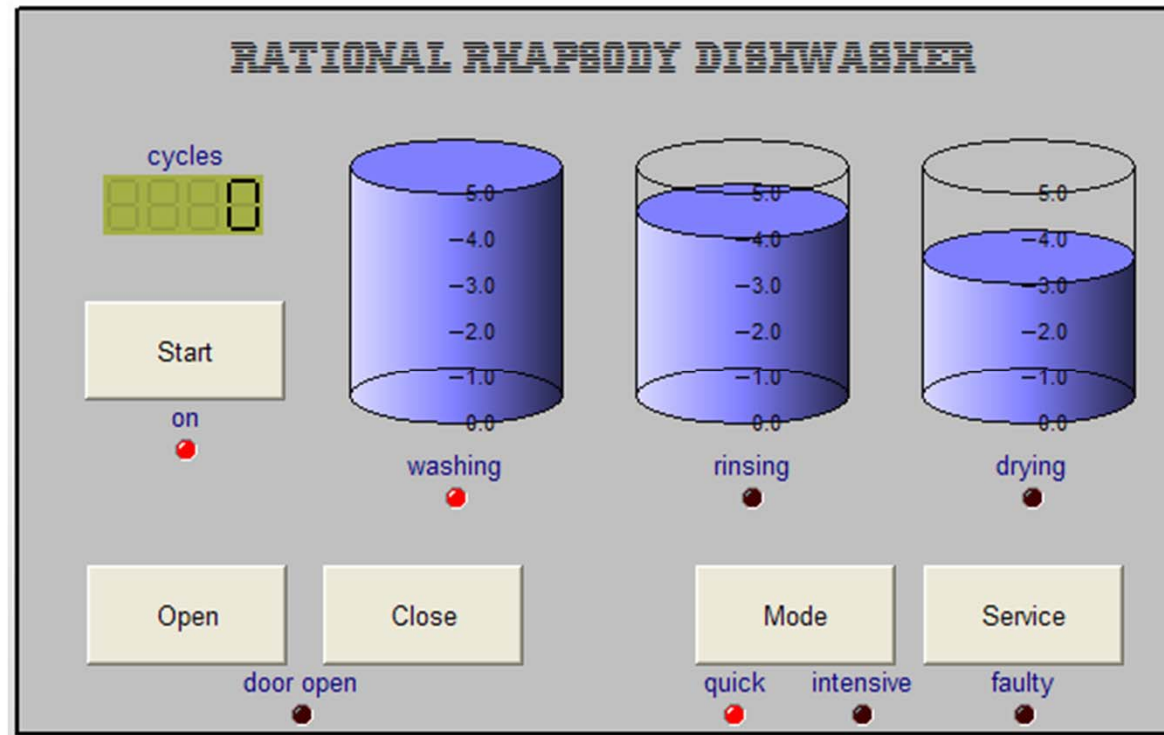 RATIONAL RHAPSODY DISHWASHER
cycles
0
5.0
4.0
3.0
2.0
1.0
0.0
5.0
4.0
3.0
2.0
1.0
0.0
5.0
4.0
3.0
2.0
1.0
0.0
Start
on
washing
rinsing
drying
Open
Close
Mode
Service
door open
quick
intensive
faulty